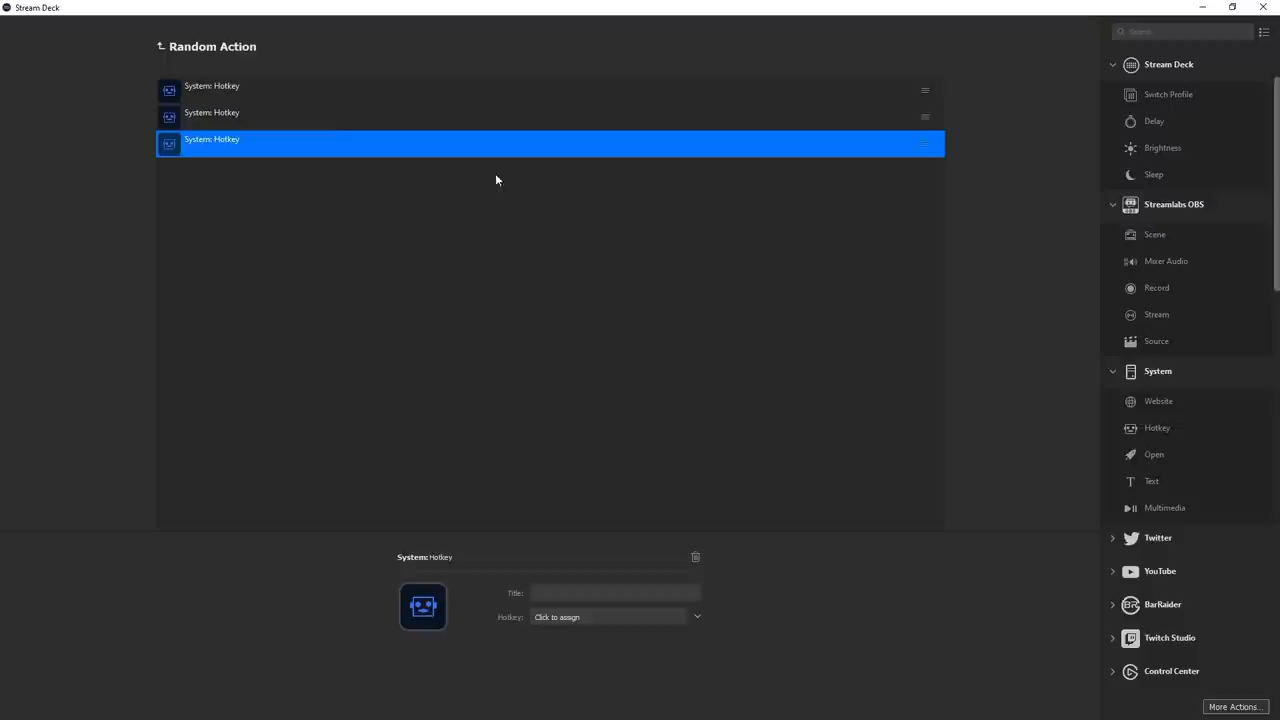 Stream Deck
Random Action
System: Hotkey
System: Hotkey
System: Hotkey
System: Hotkey
Title:
Hotkey: Click to assign
Search
Stream Deck
Switch Profile
Delay
Brightness
Sleep
Streamlabs OBS
Scene
Mixer Audio
Record
Stream
Source
System
Website
Hotkey
Open
Text
Multimedia
Twitter
YouTube
BarRaider
Twitch Studio
Control Center
More Actions...